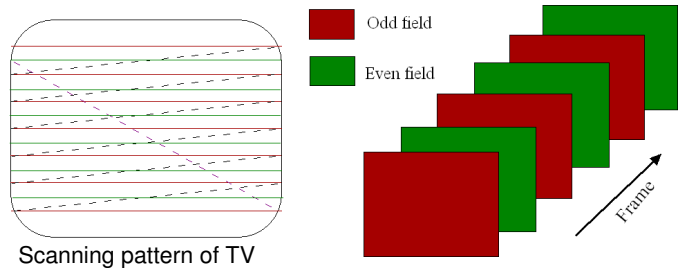 Scanning pattern of TV
Odd field
Even field
Frame